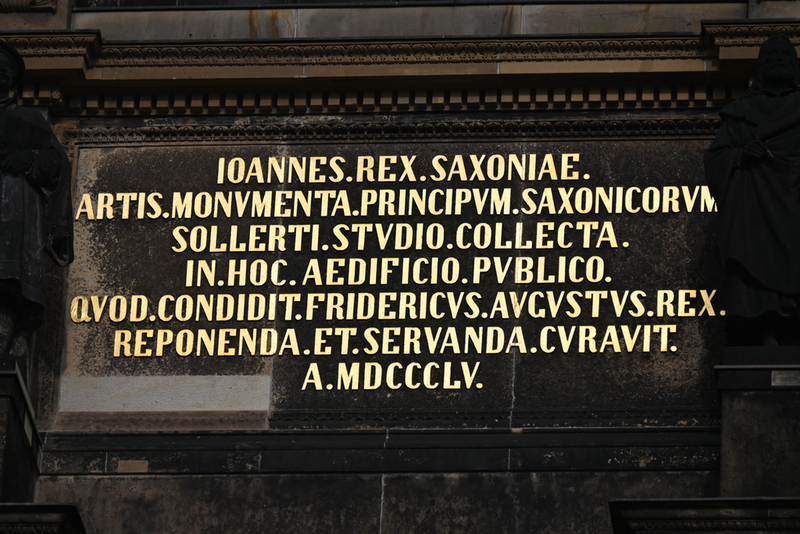 IOANNES.REX.SAXONIAE.
ARTIS.MONVMENTA.PRINCIPVM.SAXONICORVM
SOLLERTI.STVDIO.COLLECTA.
IN.HOC.AEDIFICIO.PVBLICO.
QVOD.CONDIDIT.FRIDERICVS.AVGVSTVS.REX.
REPONENDA.ET.SERVANDA.CVRAVIT.
A.MDCCCLV.